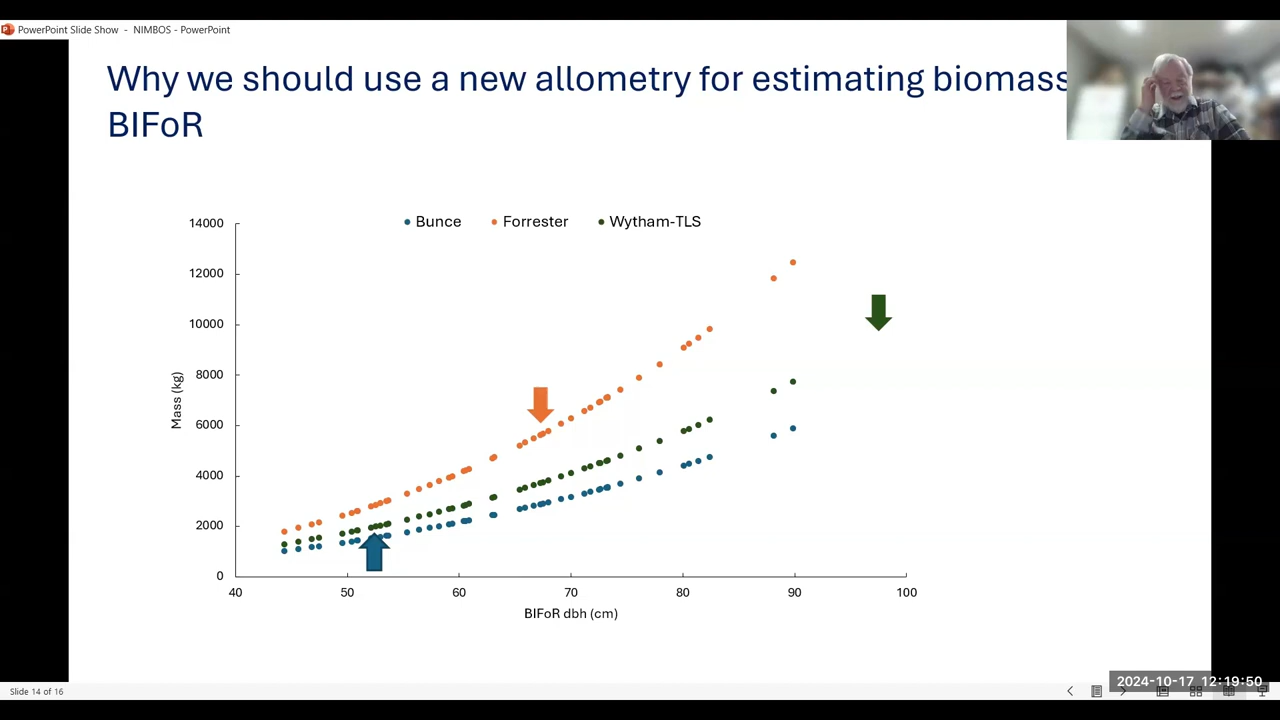 PowerPoint Slide Show - NIMBOS - PowerPoint
Why we should use a new allometry for estimating biomass
BIFoR
Bunce Forrester Wytham-TLS
14000
12000
10000
8000
6000
4000
2000
0
Mass (kg)
40 50 60 70 80 90 100
BIFoR dbh (cm)
Slide 14 of 16
2024-10-17 12:19:50